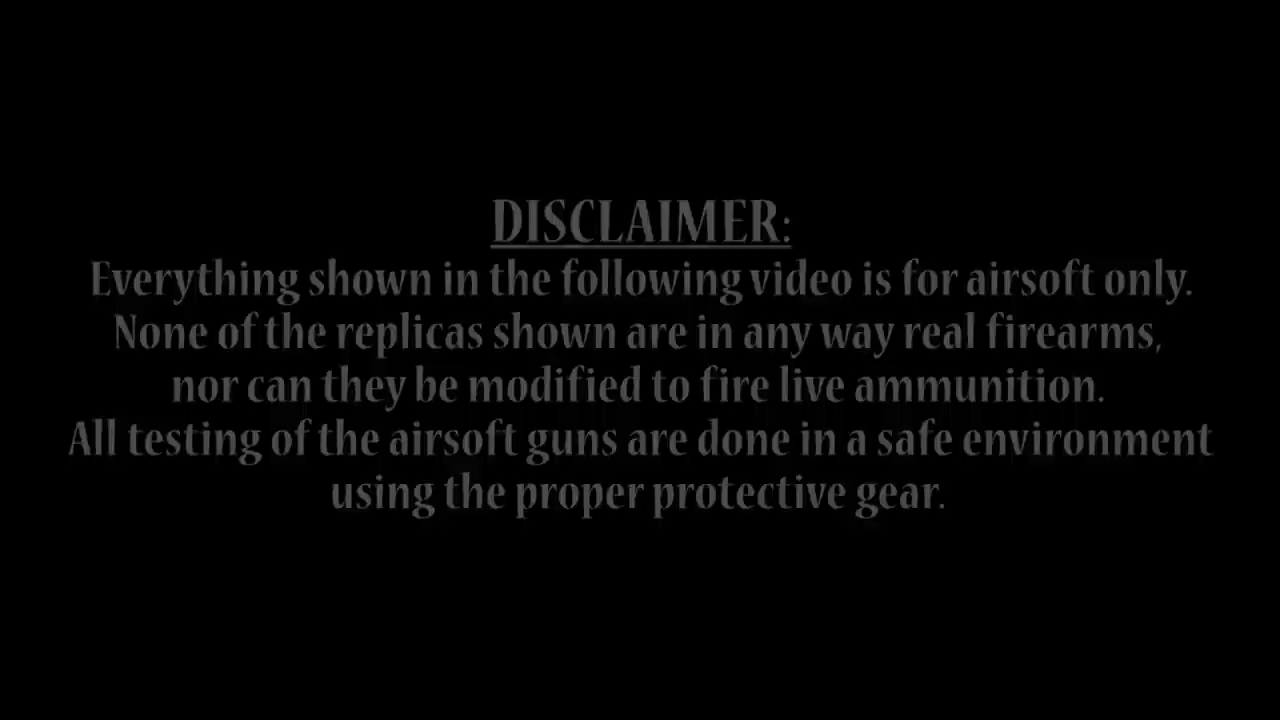 DISCLAIMER:
Everything shown in the following video is for airsoft only.
None of the replicas shown are in any way real firearms,
nor can they be modified to fire live ammunition.
All testing of the airsoft guns are done in a safe environment
using the proper protective gear.